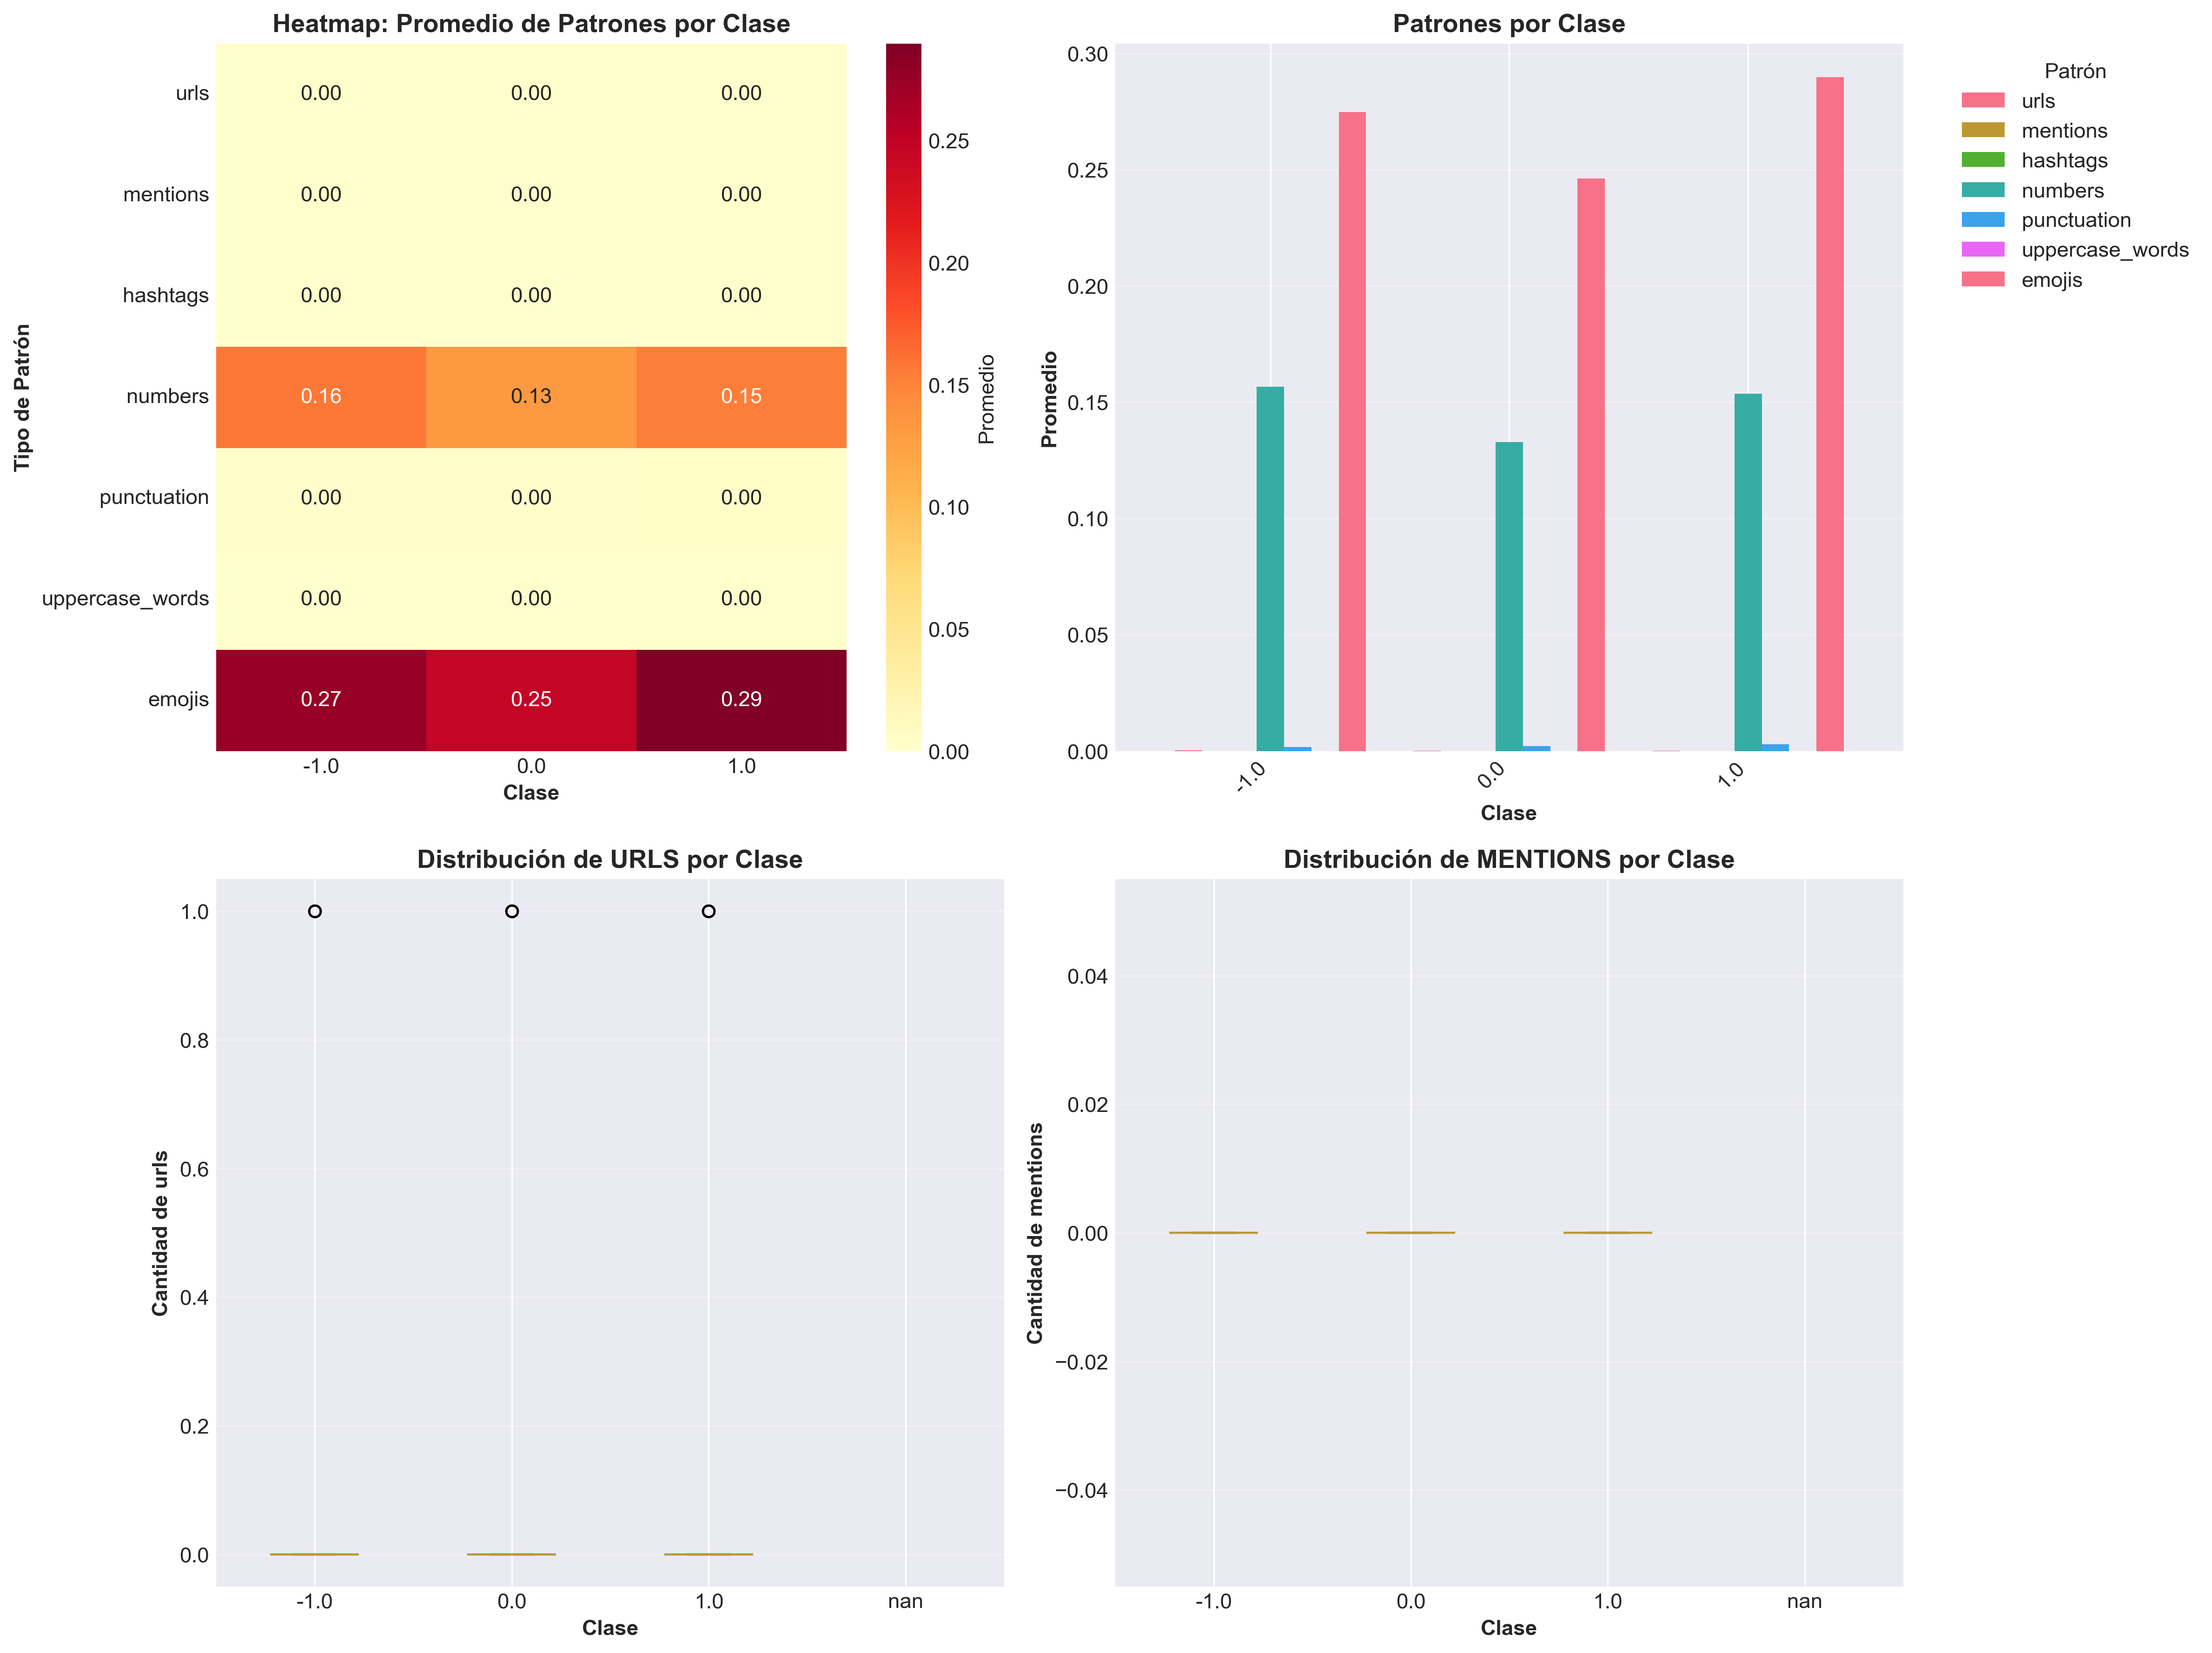 Heatmap: Promedio de Patrones por Clase
Tipo de Patrón
urls 0.00 0.00 0.00
mentions 0.00 0.00 0.00
hashtags 0.00 0.00 0.00
numbers 0.16 0.13 0.15
punctuation 0.00 0.00 0.00
uppercase_words 0.00 0.00 0.00
emojis 0.27 0.25 0.29
-1.0 0.0 1.0
Clase
0.25
0.20
0.15
0.10
0.05
0.00
Promedio
Patrones por Clase
Promedio
0.30
0.25
0.20
0.15
0.10
0.05
0.00
-1.0 0.0 1.0
Clase
Patrón
urls
mentions
hashtags
numbers
punctuation
uppercase_words
emojis
Distribución de URLS por Clase
Cantidad de urls
1.0
0.8
0.6
0.4
0.2
0.0
-1.0 0.0 1.0 nan
Clase
Distribución de MENTIONS por Clase
Cantidad de mentions
0.04
0.02
0.00
−0.02
−0.04
-1.0 0.0 1.0 nan
Clase